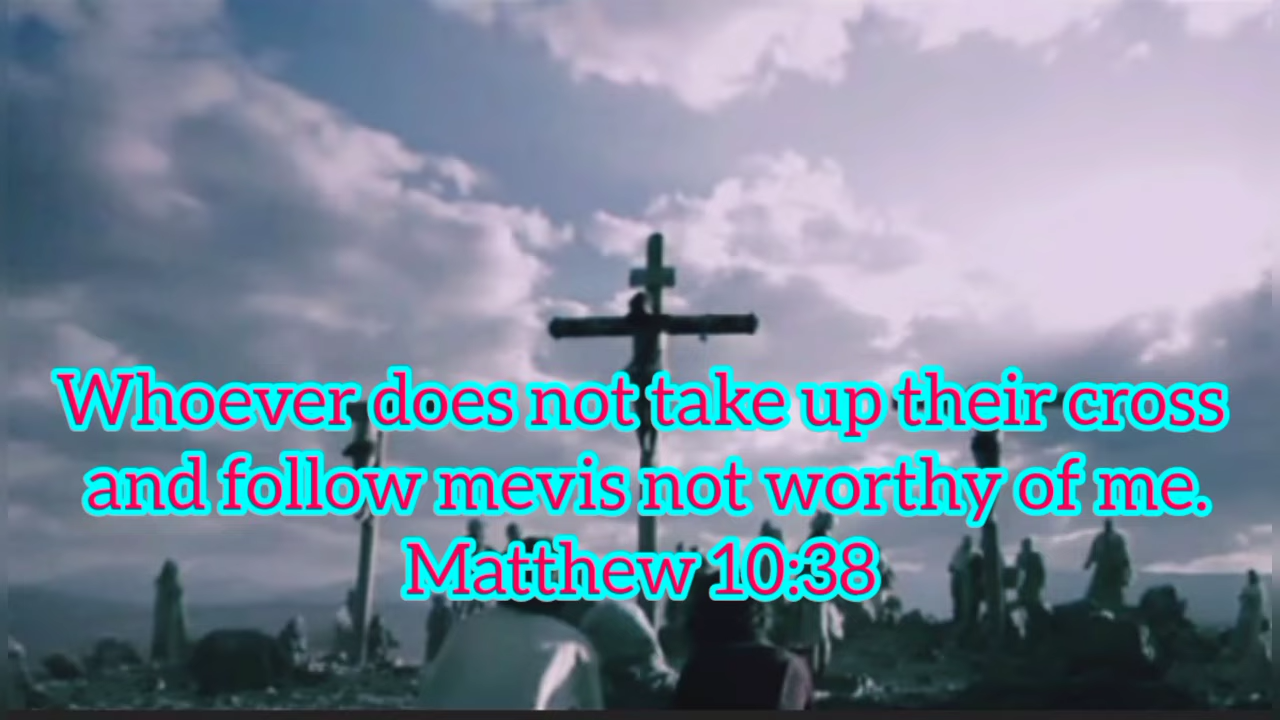 Whoever does not take up their cross
and follow mevis not worthy of me.
Matthew 10:38